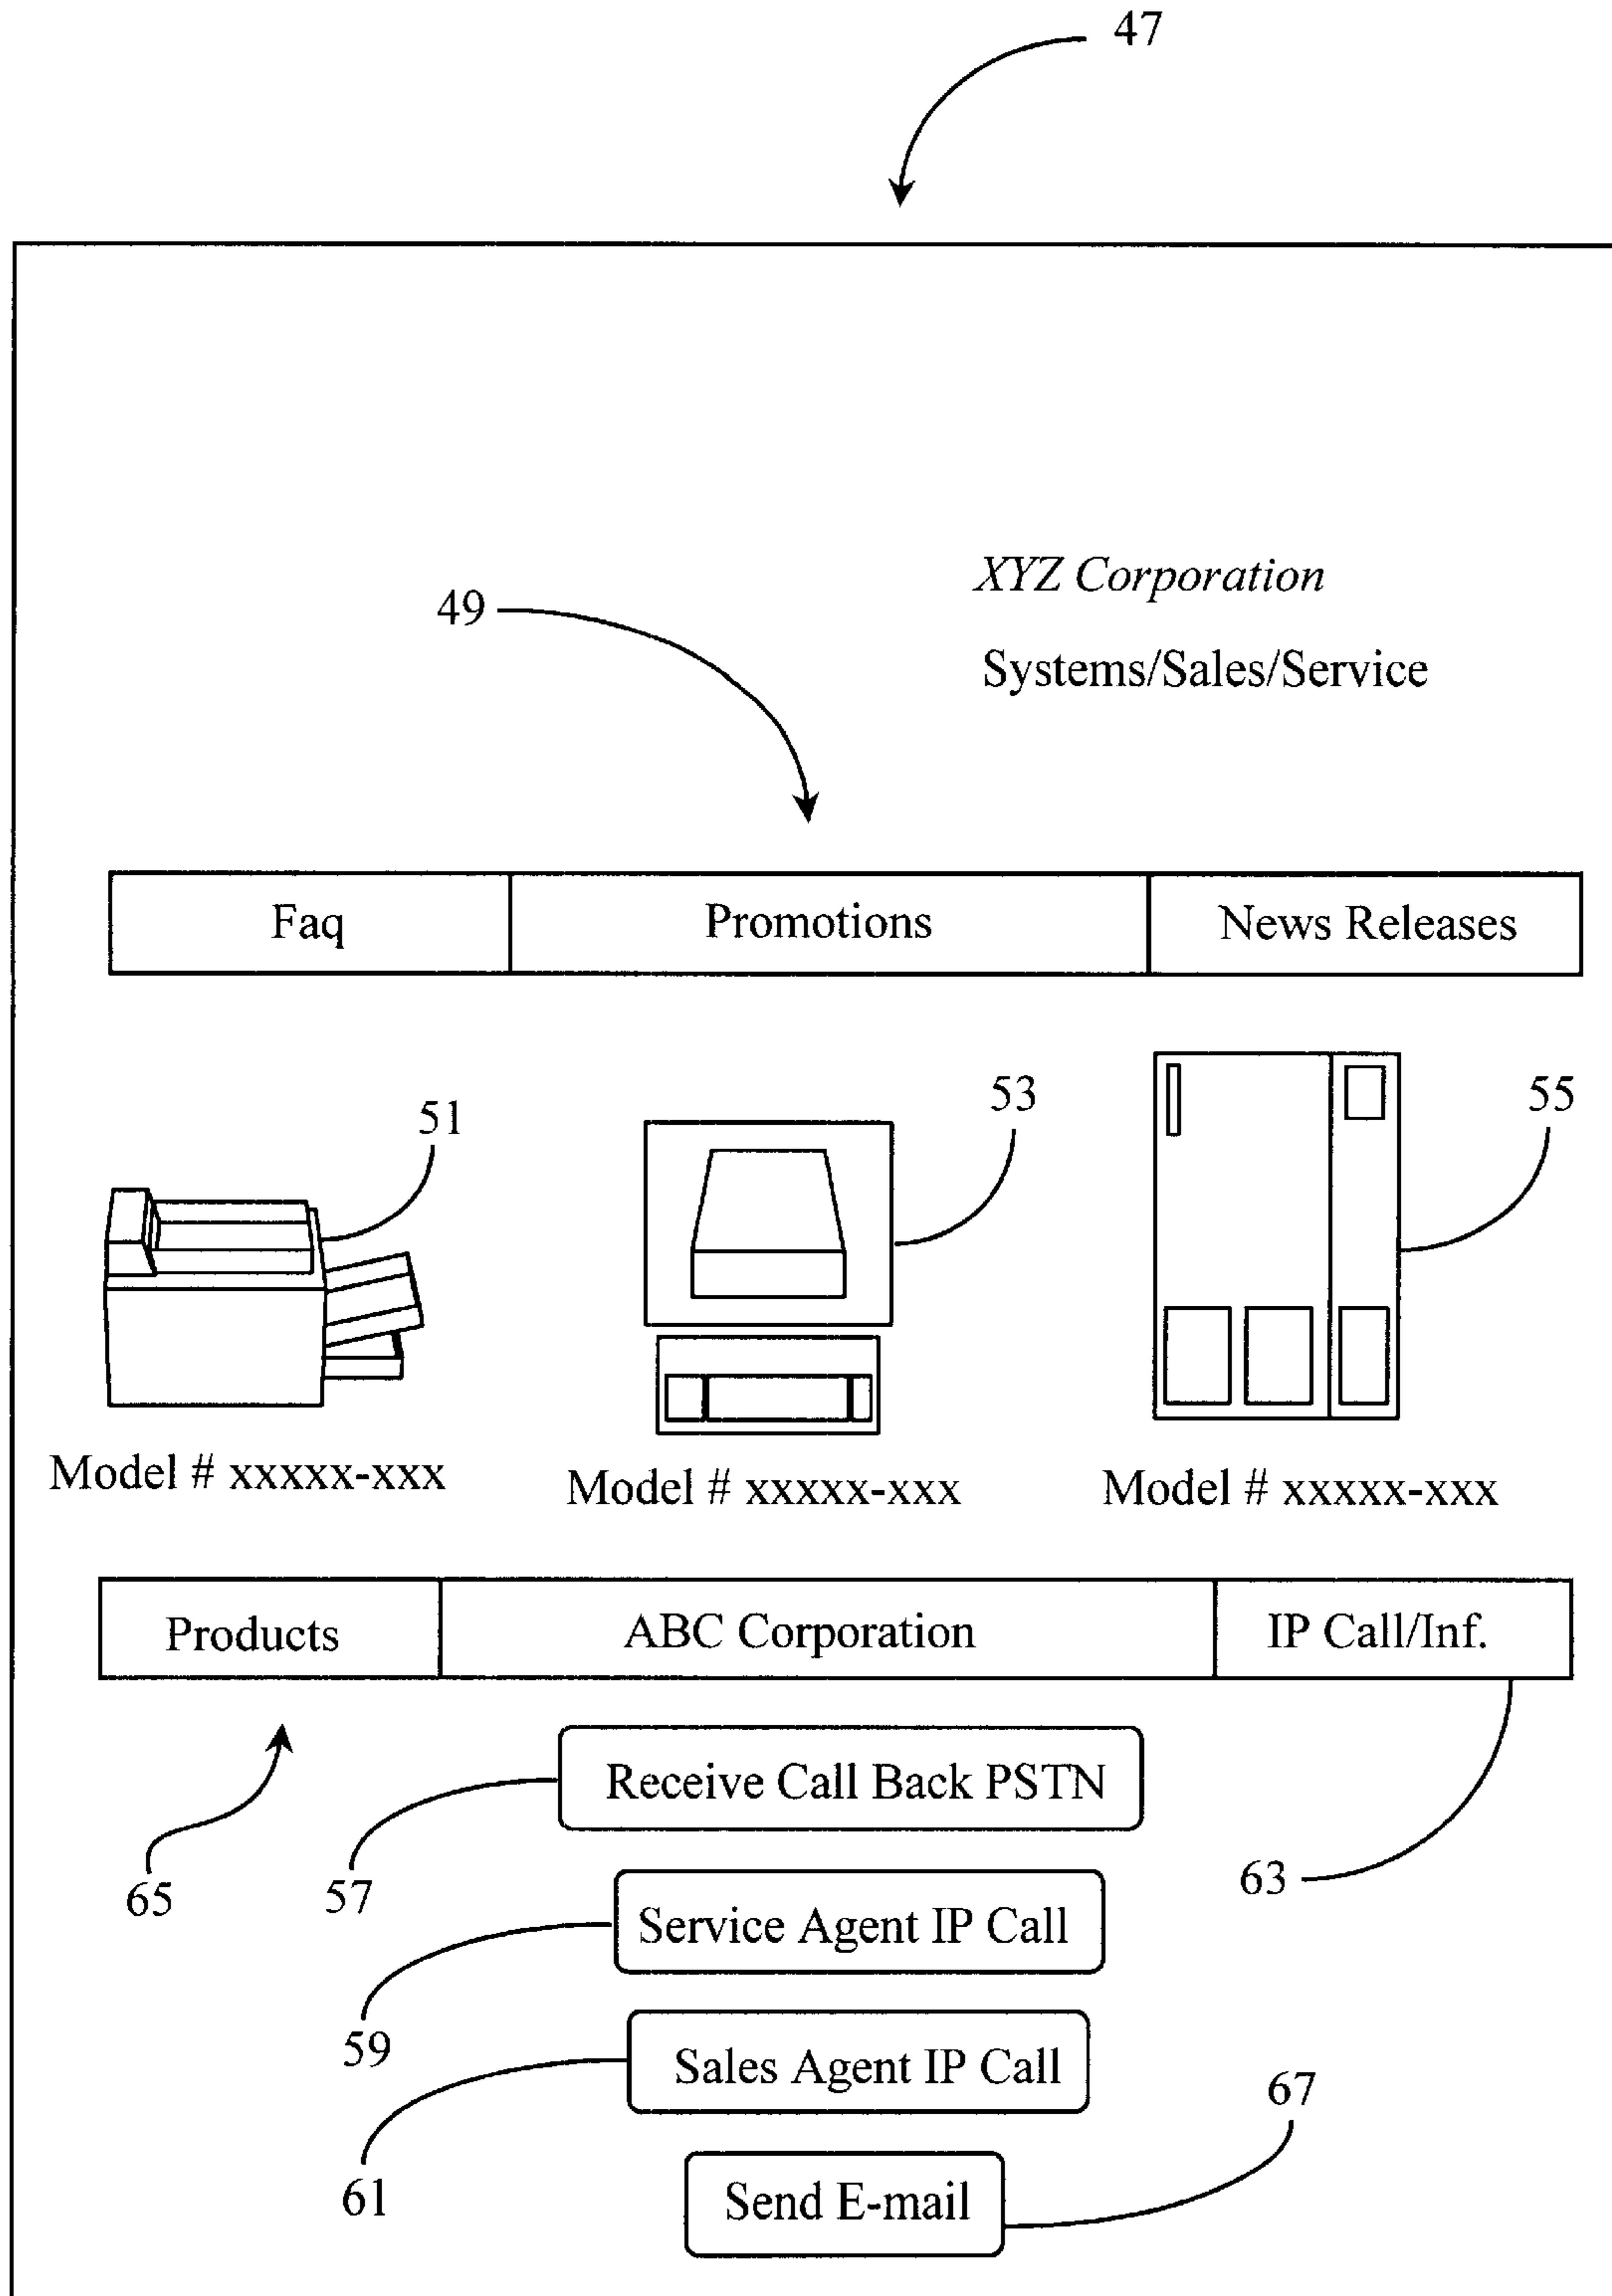 47
XYZ Corporation
49
Systems/Sales/Service
Faq Promotions News Releases
51 53 55
Model # xxxxx-xxx Model # xxxxx-xxx Model # xxxxx-xxx
Products ABC Corporation IP Call/Inf.
Receive Call Back PSTN
65 57 63
Service Agent IP Call
59
Sales Agent IP Call
67
61
Send E-mail